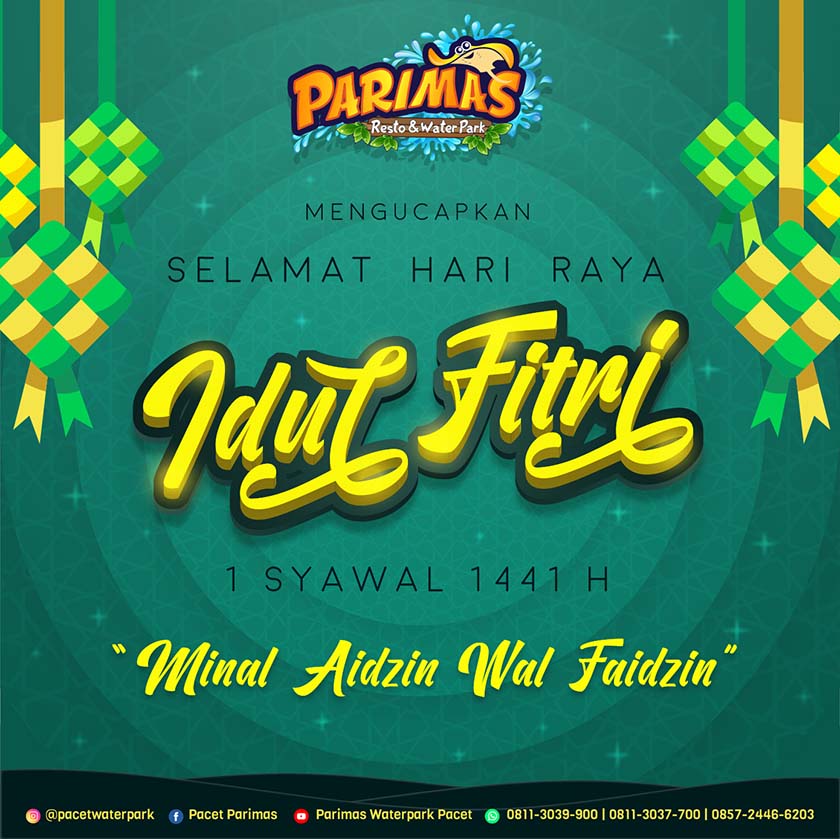 PARIMAS
Resto & Water Park
MENGUCAPKAN
SELAMAT HARI RAYA
Idul Fitri
1 SYAWAL 1441 H
"Minal Aidzin Wal Faidzin"
@pacetwaterpark Pacet Parimas Parimas Waterpark Pacet 0811-3039-900 | 0811-3037-700 | 0857-2446-6203